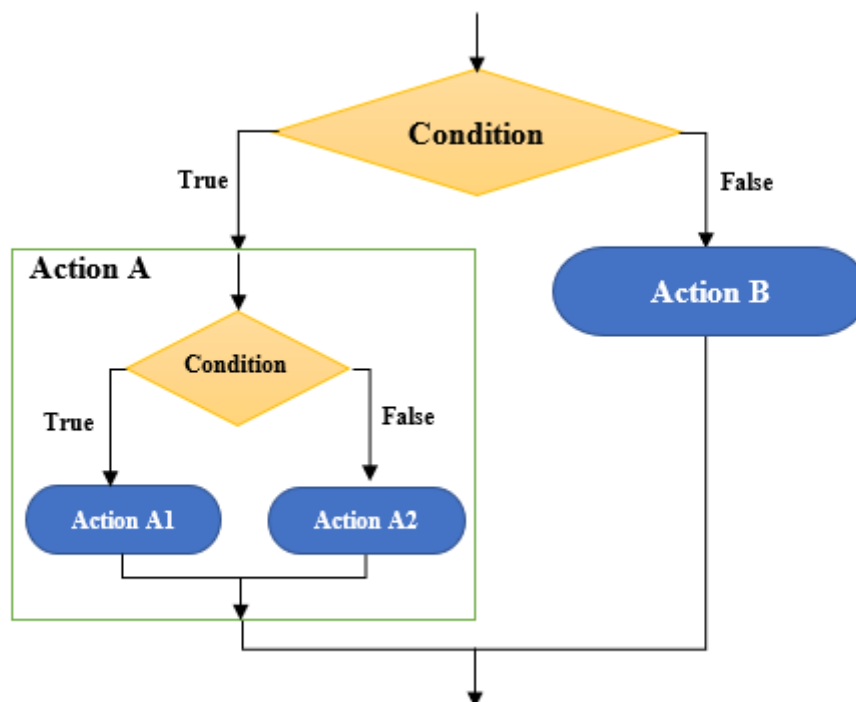 Condition
True
False
Action A
Action B
Condition
True
False
Action A1
Action A2